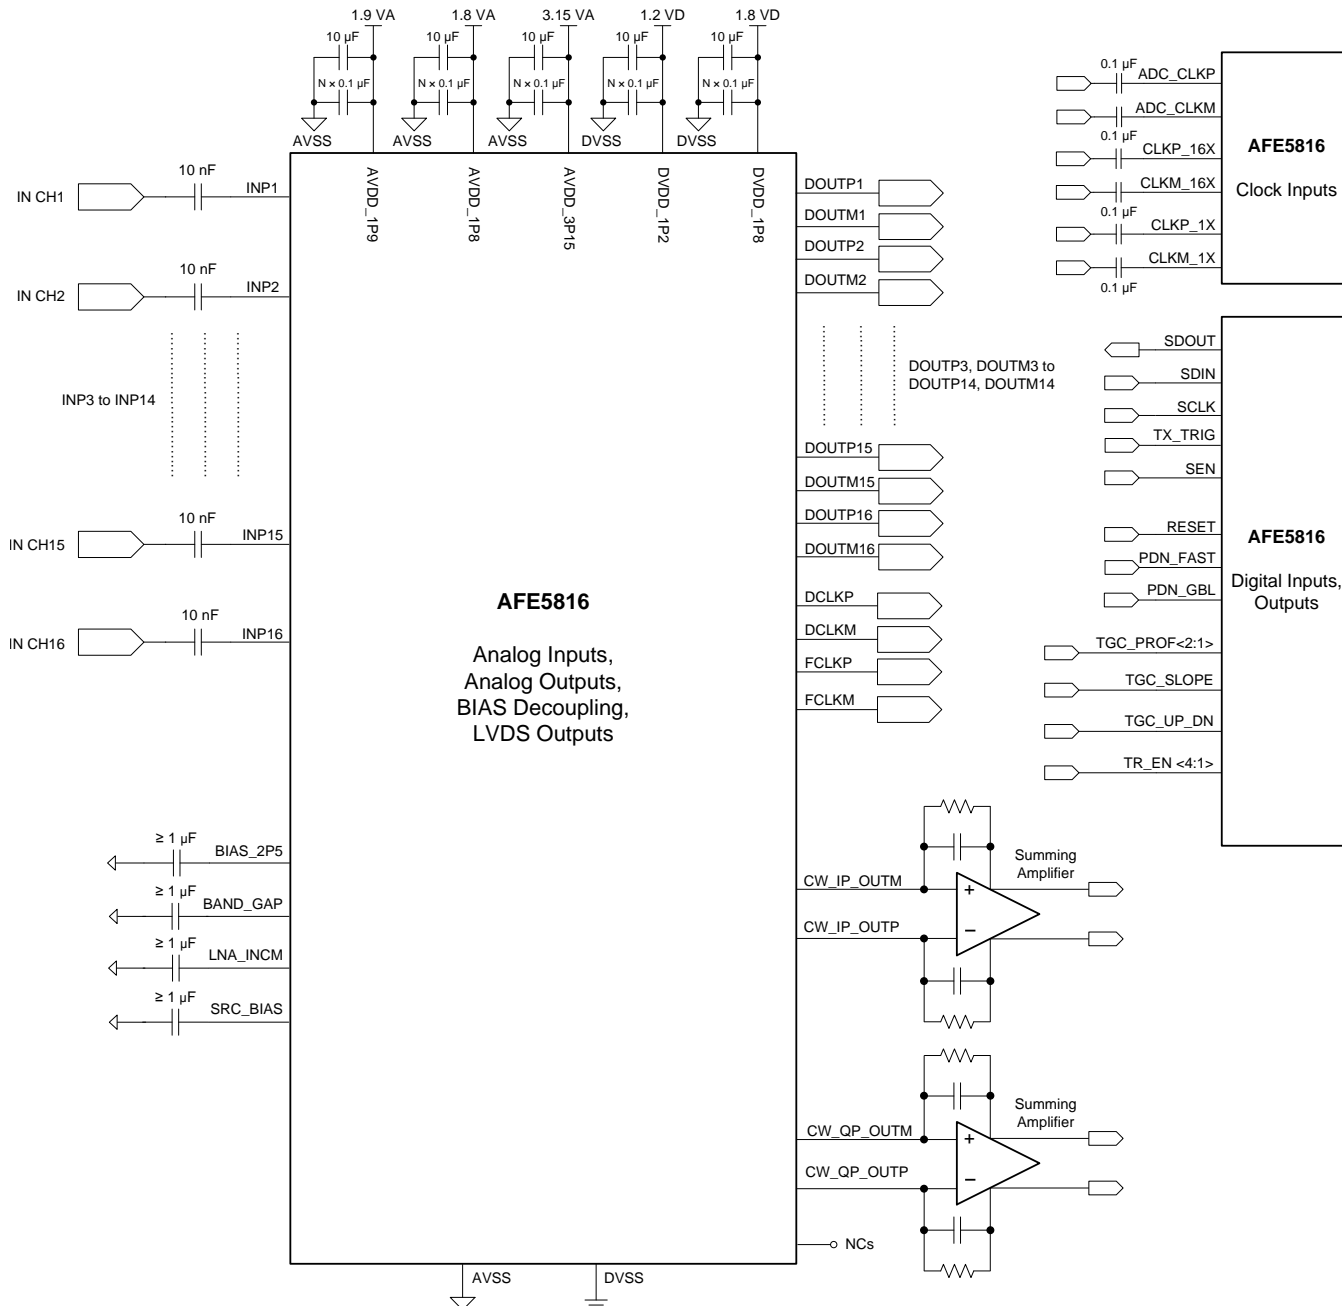 1.9 VA
1.8 VA
3.15 VA
1.2 VD
1.8 VD
10 µF
10 µF
10 µF
10 µF
10 µF
N × 0.1 µF
N × 0.1 µF
N × 0.1 µF
N × 0.1 µF
N × 0.1 µF
AVSS
AVSS
AVSS
DVSS
DVSS
AVDD_1P9
AVDD_1P8
AVDD_3P15
DVDD_1P2
DVDD_1P8
IN CH1
10 nF
INP1
IN CH2
10 nF
INP2
INP3 to INP14
IN CH15
10 nF
INP15
IN CH16
10 nF
INP16
≥ 1 µF
BIAS_2P5
≥ 1 µF
BAND_GAP
≥ 1 µF
LNA_INCM
≥ 1 µF
SRC_BIAS
AFE5816
Analog Inputs,
Analog Outputs,
BIAS Decoupling,
LVDS Outputs
AVSS
DVSS
DOUTP1
DOUTM1
DOUTP2
DOUTM2
DOUTP3, DOUTM3 to
DOUTP14, DOUTM14
DOUTP15
DOUTM15
DOUTP16
DOUTM16
DCLKP
DCLKM
FCLKP
FCLKM
CW_IP_OUTM
CW_IP_OUTP
+
−
Summing
Amplifier
CW_QP_OUTM
CW_QP_OUTP
+
−
Summing
Amplifier
NCs
0.1 µF
ADC_CLKP
ADC_CLKM
0.1 µF
CLKP_16X
CLKM_16X
0.1 µF
CLKP_1X
CLKM_1X
0.1 µF
AFE5816
Clock Inputs
SDOUT
SDIN
SCLK
TX_TRIG
SEN
RESET
PDN_FAST
PDN_GBL
TGC_PROF<2:1>
TGC_SLOPE
TGC_UP_DN
TR_EN <4:1>
AFE5816
Digital Inputs,
Outputs